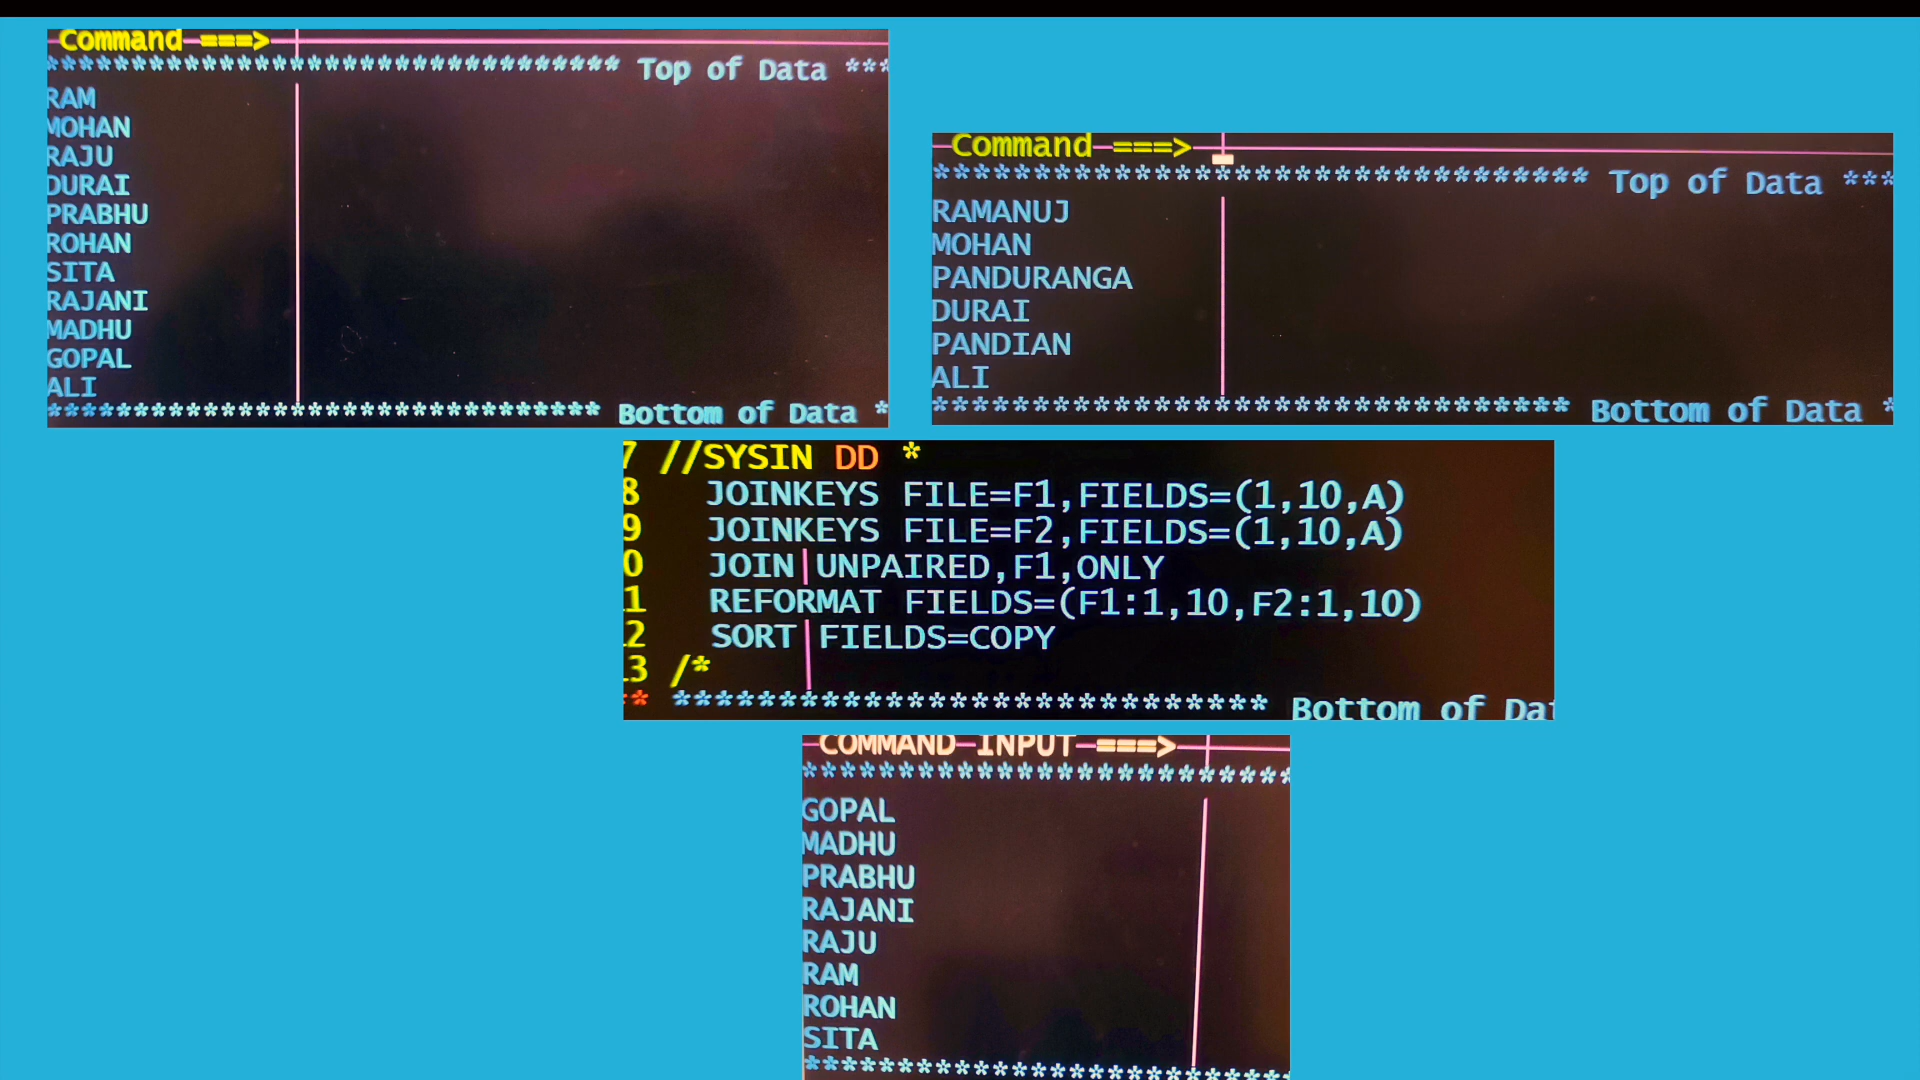 Command ===>
******************************** Top of Data ***
RAM
MOHAN
RAJU
DURAI
PRABHU
ROHAN
SITA
RAJANI
MADHU
GOPAL
ALI
******************************** Bottom of Data *
Command ===>
******************************** Top of Data ***
RAMANUJ
MOHAN
PANDURANGA
DURAI
PANDIAN
ALI
******************************** Bottom of Data *
7 //SYSIN DD *
8 JOINKEYS FILE=F1,FIELDS=(1,10,A)
9 JOINKEYS FILE=F2,FIELDS=(1,10,A)
0 JOIN UNPAIRED,F1,ONLY
11 REFORMAT FIELDS=(F1:1,10,F2:1,10)
12 SORT FIELDS=COPY
13 /*
** **************************** Bottom of Dat
COMMAND INPUT ===>
*************************
GOPAL
MADHU
PRABHU
RAJANI
RAJU
RAM
ROHAN
SITA
*************************